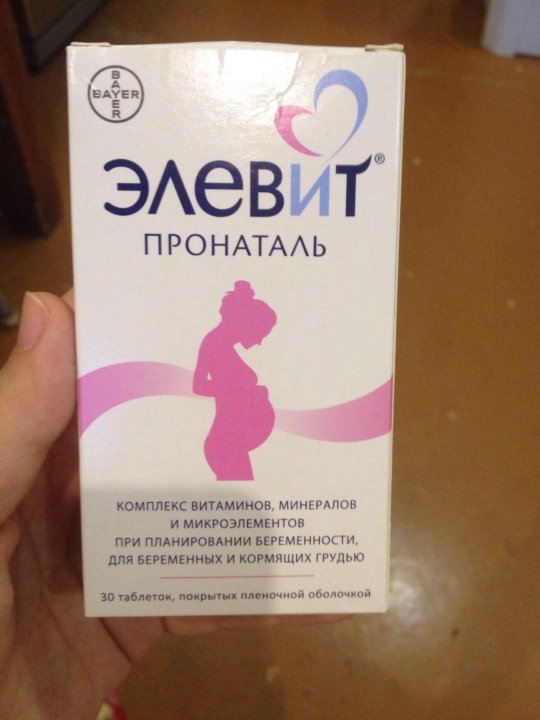 BAYER
BAYER
ЭЛЕВИТ®
ПРОНАТАЛЬ
КОМПЛЕКС ВИТАМИНОВ, МИНЕРАЛОВ
И МИКРОЭЛЕМЕНТОВ
ПРИ ПЛАНИРОВАНИИ БЕРЕМЕННОСТИ,
ДЛЯ БЕРЕМЕННЫХ И КОРМЯЩИХ ГРУДЬЮ
30 таблеток, покрытых пленочной оболочкой